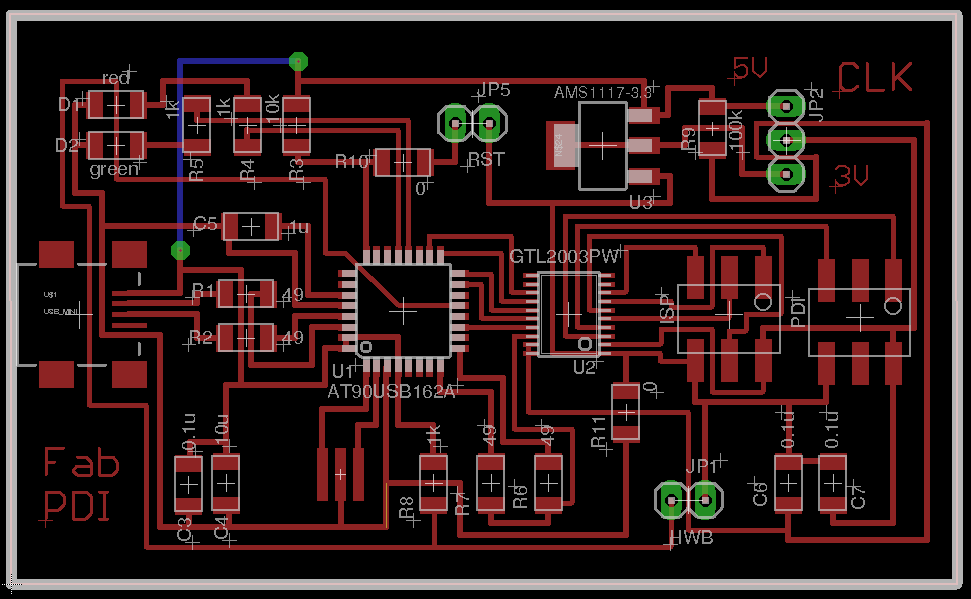 red
D1
D2
green
1k
1k
10k
R5
R4
R3
JP5
RST
R10
0
AMS1117-3.3
U3
5V
CLK
JP2
R9
100k
3V
C5
1u
R1
49
R2
49
US1
USB_MINI
U1
AT90USB162A
GTL2003PW
U2
ISP
PDI
Fab
PDI
0.1u
10u
C3
C4
1k
R8
49
R7
49
R6
0
R11
JP1
HWB
0.1u
0.1u
C6
C7